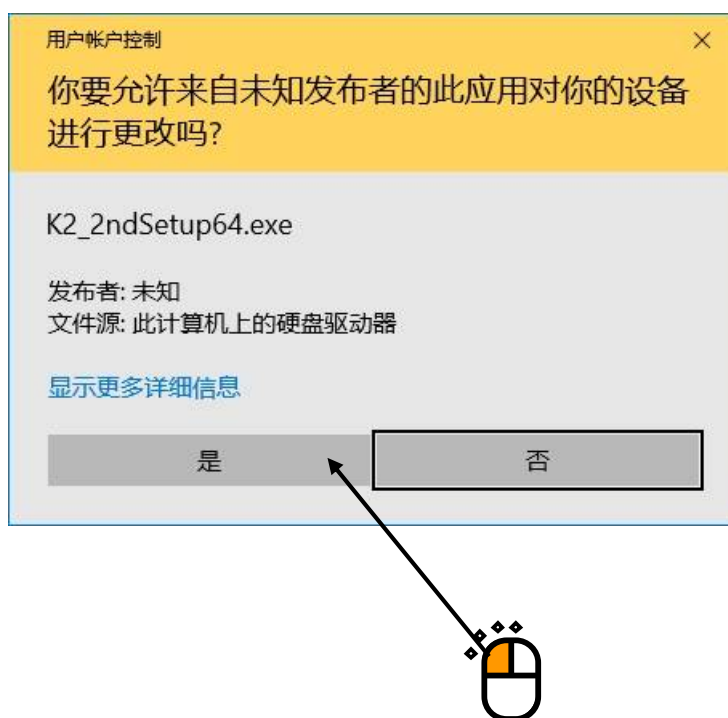 用户帐户控制
你要允许来自未知发布者的此应用对你的设备
进行更改吗?
K2_2ndSetup64.exe
发布者: 未知
文件源: 此计算机上的硬盘驱动器
显示更多详细信息
是
否